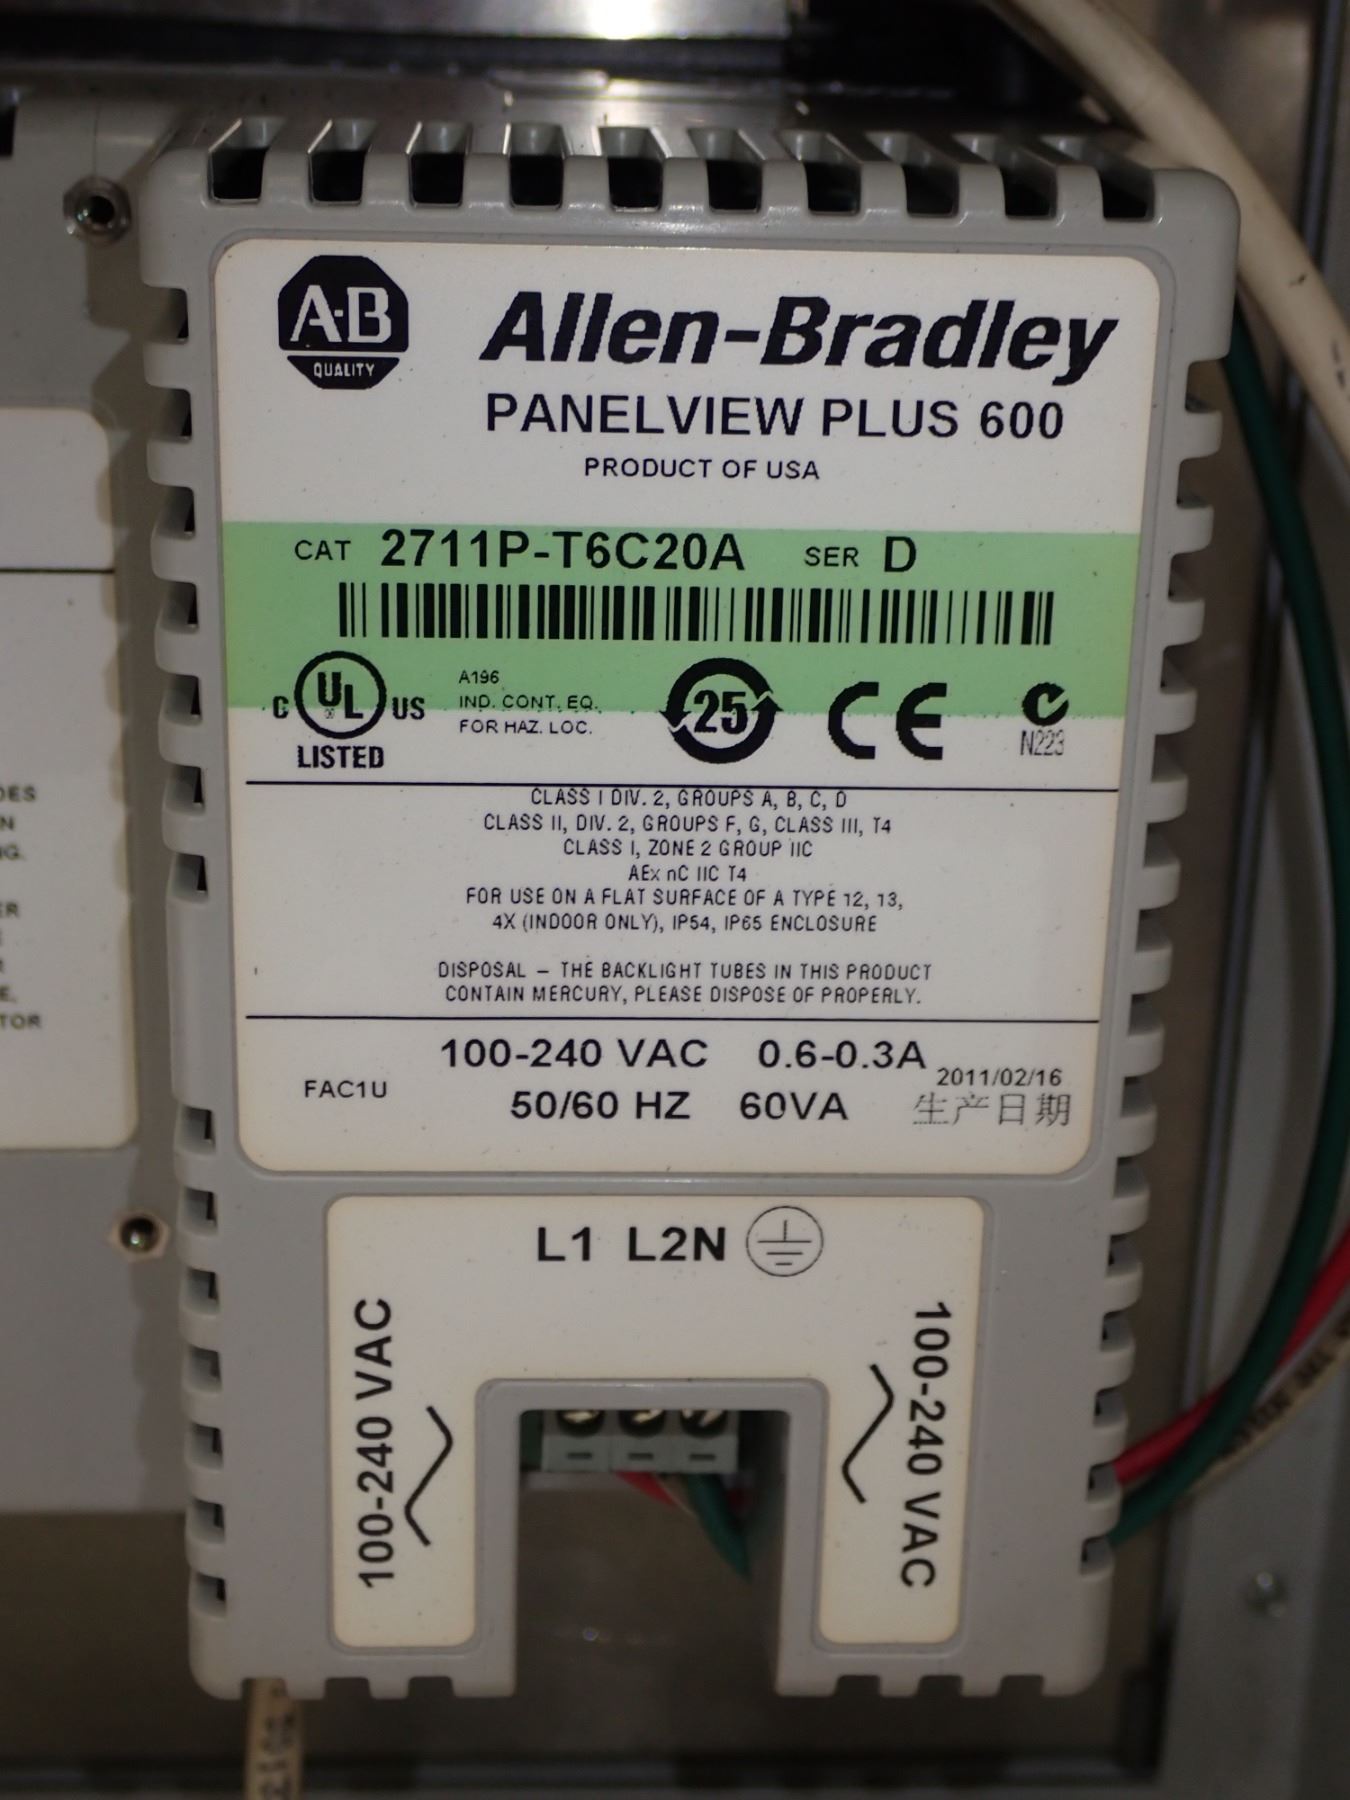 A-B
QUALITY
Allen-Bradley
PANELVIEW PLUS 600
PRODUCT OF USA
CAT 2711P-T6C20A SER D
C UL US
LISTED
A196
IND. CONT. EQ.
FOR HAZ. LOC.
25
CE
N223
CLASS I DIV. 2, GROUPS A, B, C, D
CLASS II, DIV. 2, GROUPS F, G, CLASS III, T4
CLASS I, ZONE 2 GROUP IIC
AEx nC IIC T4
FOR USE ON A FLAT SURFACE OF A TYPE 12, 13,
4X (INDOOR ONLY), IP54, IP65 ENCLOSURE
DISPOSAL – THE BACKLIGHT TUBES IN THIS PRODUCT
CONTAIN MERCURY, PLEASE DISPOSE OF PROPERLY.
100-240 VAC 0.6-0.3A
FAC1U
50/60 HZ 60VA
2011/02/16
生产日期
L1 L2N
100-240 VAC
100-240 VAC